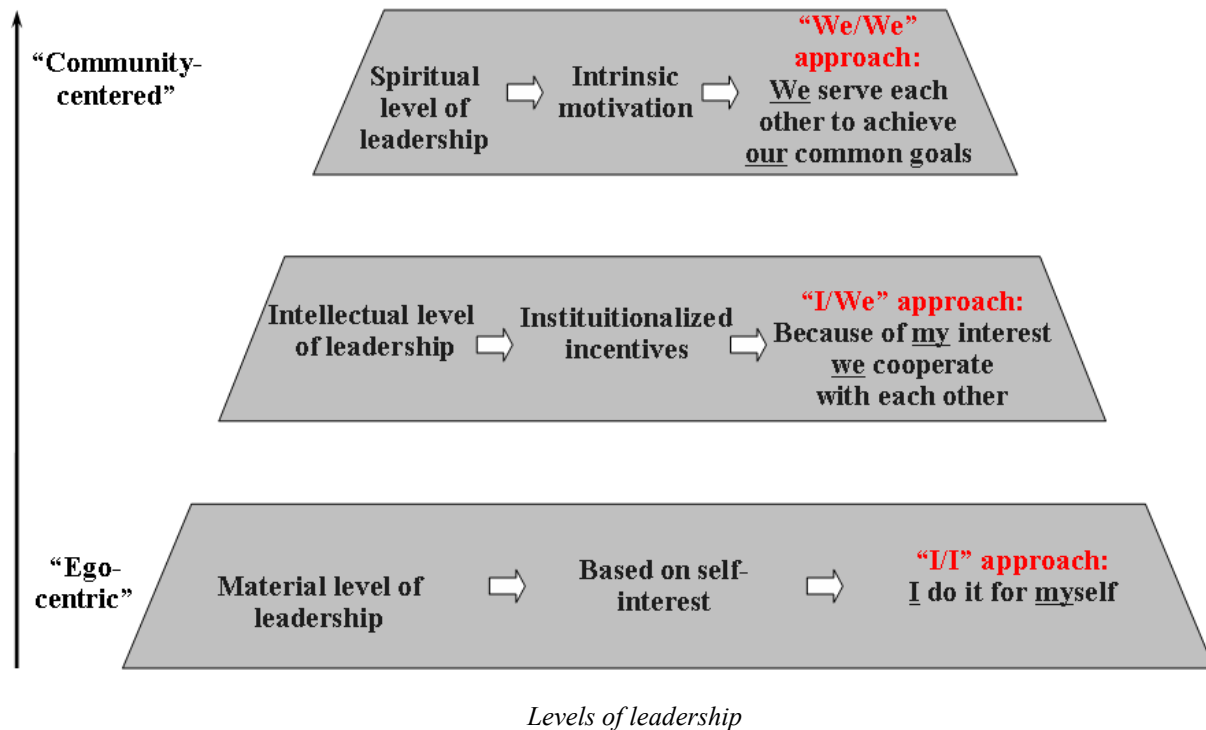 “Community-
centered”
Spiritual
level of
leadership
Intrinsic
motivation
“We/We”
approach:
We serve each
other to achieve
our common goals
Intellectual level
of leadership
Instituitionalized
incentives
“I/We” approach:
Because of my interest
we cooperate
with each other
“Ego-
centric”
Material level of
leadership
Based on self-
interest
“I/I” approach:
I do it for myself
Levels of leadership